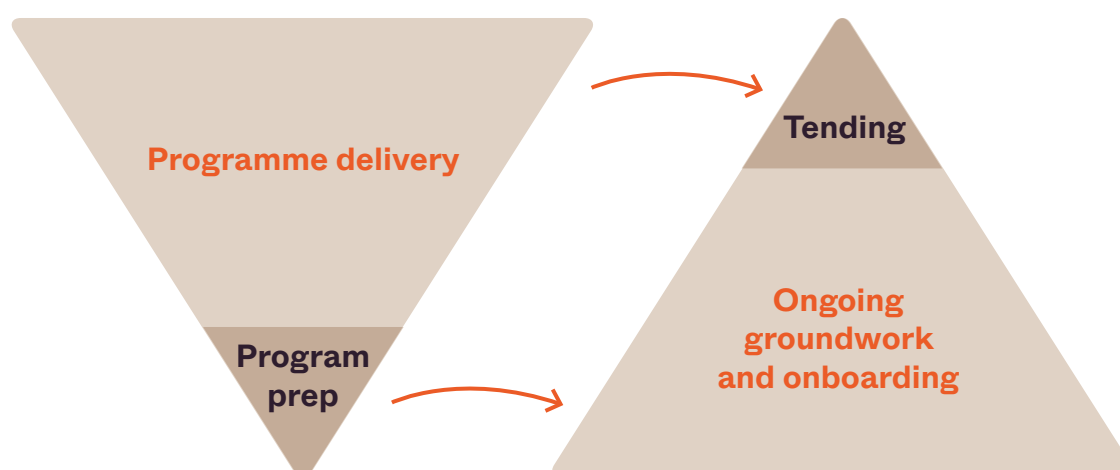 Programme delivery
Program
prep
Tending
Ongoing
groundwork
and onboarding